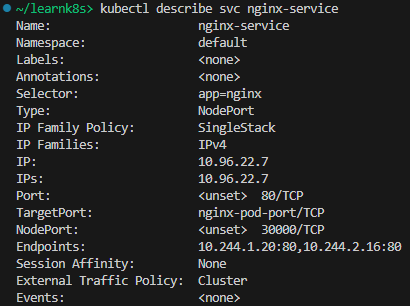 ~/learnk8s> kubectl describe svc nginx-service
Name: nginx-service
Namespace: default
Labels: <none>
Annotations: <none>
Selector: app=nginx
Type: NodePort
IP Family Policy: SingleStack
IP Families: IPv4
IP: 10.96.22.7
IPs: 10.96.22.7
Port: <unset> 80/TCP
TargetPort: nginx-pod-port/TCP
NodePort: <unset> 30000/TCP
Endpoints: 10.244.1.20:80,10.244.2.16:80
Session Affinity: None
External Traffic Policy: Cluster
Events: <none>